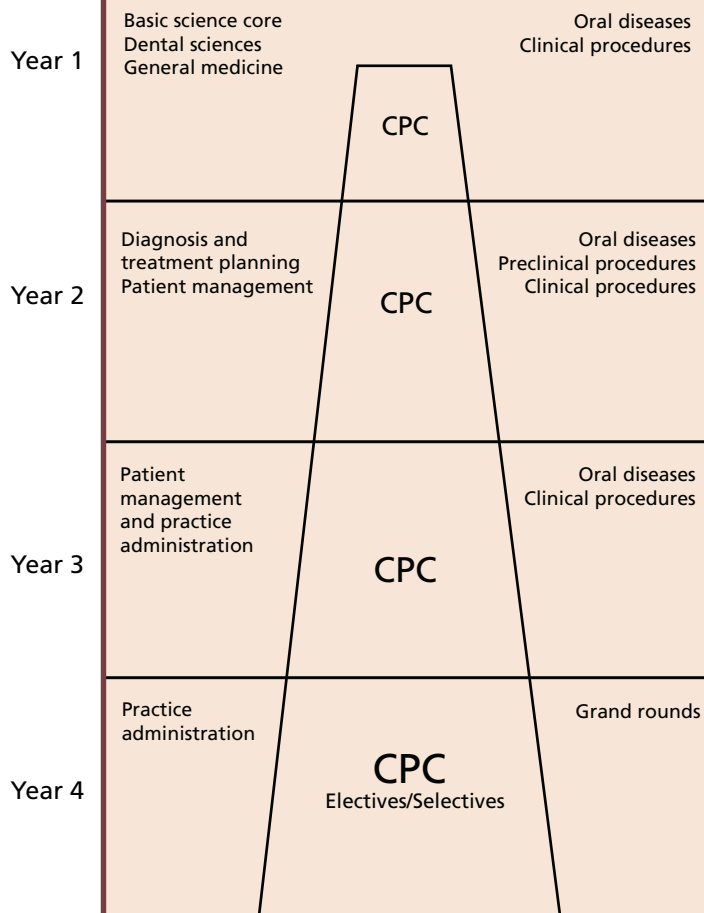 Year 1
Basic science core
Dental sciences
General medicine
CPC
Oral diseases
Clinical procedures
Year 2
Diagnosis and
treatment planning
Patient management
CPC
Oral diseases
Preclinical procedures
Clinical procedures
Year 3
Patient
management
and practice
administration
CPC
Oral diseases
Clinical procedures
Year 4
Practice
administration
CPC
Electives/Selectives
Grand rounds